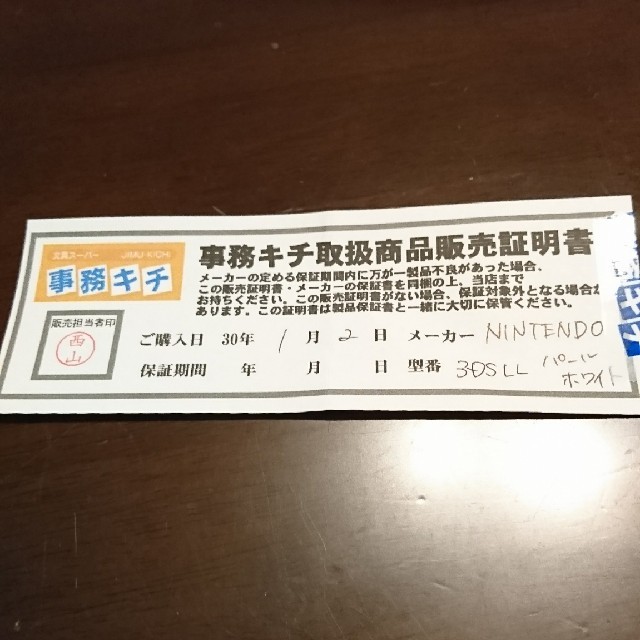 文具スーパー JIMU KICHI
事務キチ
事務キチ取扱商品販売証明書
メーカーの定める保証期間内に万が一製品不良があった場合、
この販売証明書・メーカーの保証書を同梱の上、当店まで
お持ちください。この販売証明書がない場合、保証対象外となる場合が
あります。この証明書は製品保証書と一緒に大切に保管ください。
販売担当者印
西山
ご購入日 30年 1 月 2 日 メーカー NINTENDO
保証期間 年 月 日 型番 3DSLL パール
ホワイト